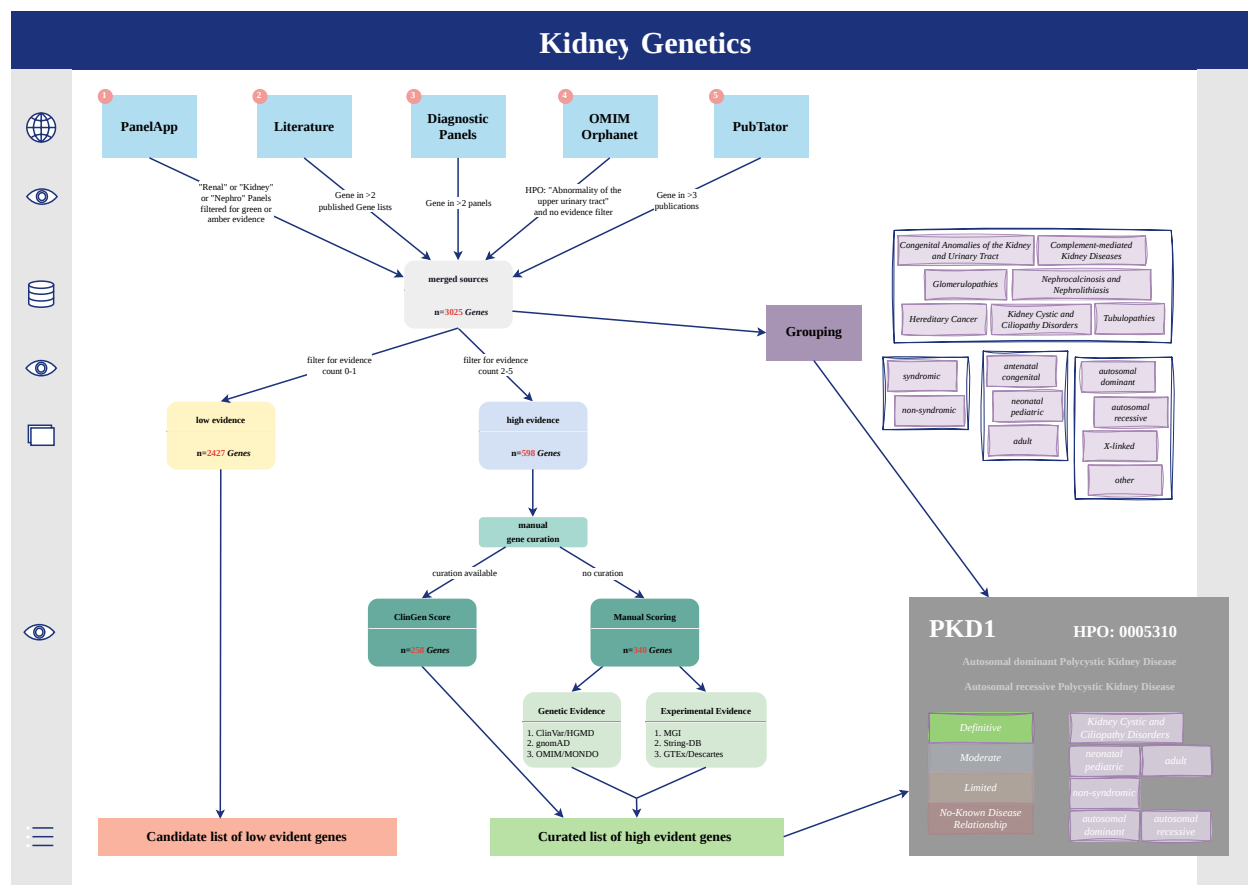 Kidney Genetics
1
2
3
4
5
PanelApp
Literature
Diagnostic
Panels
OMIM
Orphanet
PubTator
"Renal" or "Kidney"
or "Nephro" Panels
filtered for green or
amber evidence
Gene in >2
published Gene lists
Gene in >2 panels
HPO: "Abnormality of the
upper urinary tract"
and no evidence filter
Gene in >3
publications
merged sources
n=3025 Genes
Grouping
Congenital Anomalies of the Kidney
and Urinary Tract
Complement-mediated
Kidney Diseases
Glomerulopathies
Nephrocalcinosis and
Nephrolithiasis
Hereditary Cancer
Kidney Cystic and
Ciliopathy Disorders
Tubulopathies
syndromic
non-syndromic
antenatal
congenital
neonatal
pediatric
adult
autosomal
dominant
autosomal
recessive
X-linked
other
filter for evidence
count 0-1
filter for evidence
count 2-5
low evidence
n=2427 Genes
high evidence
n=598 Genes
manual
gene curation
curation available
no curation
ClinGen Score
n=258 Genes
Manual Scoring
n=340 Genes
Genetic Evidence
1. ClinVar/HGMD
2. gnomAD
3. OMIM/MONDO
Experimental Evidence
1. MGI
2. String-DB
3. GTEx/Descartes
Candidate list of low evident genes
Curated list of high evident genes
PKD1
HPO: 0005310
Autosomal dominant Polycystic Kidney Disease
Autosomal recessive Polycystic Kidney Disease
Definitive
Moderate
Limited
No-Known Disease
Relationship
Kidney Cystic and
Ciliopathy Disorders
neonatal
pediatric
adult
non-syndromic
autosomal
dominant
autosomal
recessive